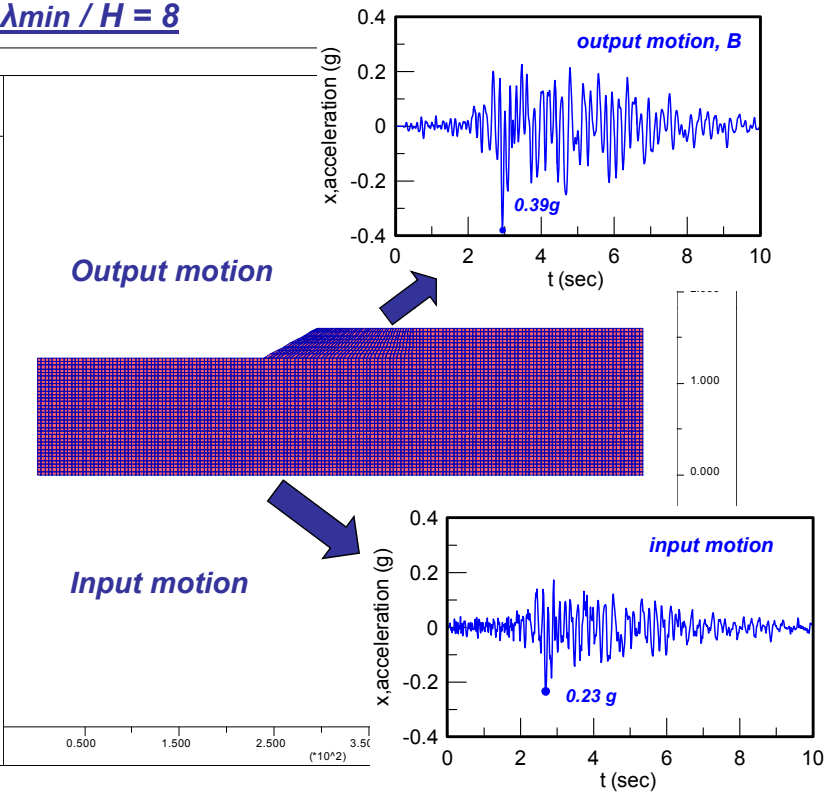 λmin / H = 8
0.4
0.2
0
-0.2
-0.4
x,acceleration (g)
output motion, B
0.39g
0 2 4 6 8 10
t (sec)
Output motion
1.000
0.000
Input motion
0.4
0.2
0
-0.2
-0.4
x,acceleration (g)
input motion
0.23 g
0 2 4 6 8 10
t (sec)
0.500 1.500 2.500
(*10^2)